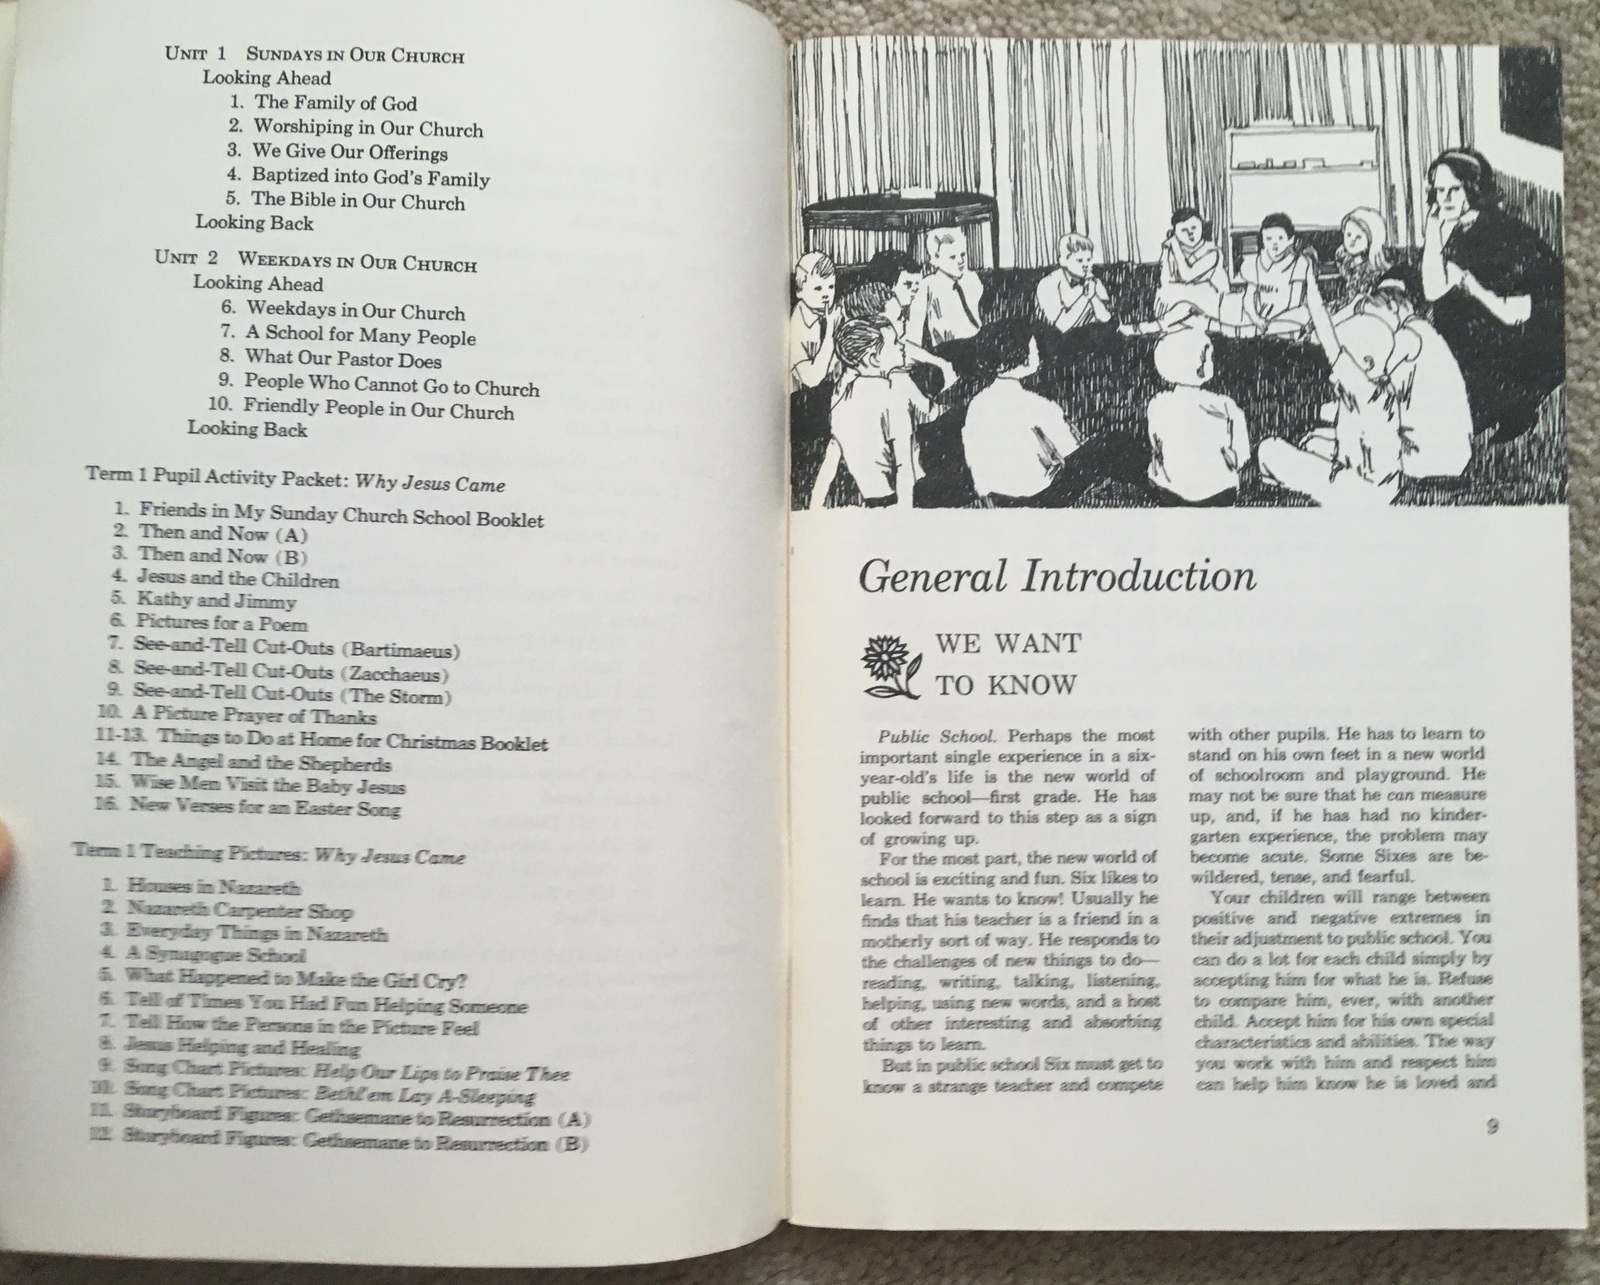 UNIT 1 SUNDAYS IN OUR CHURCH
Looking Ahead
1. The Family of God
2. Worshiping in Our Church
3. We Give Our Offerings
4. Baptized into God's Family
5. The Bible in Our Church
Looking Back
UNIT 2 WEEKDAYS IN OUR CHURCH
Looking Ahead
6. Weekdays in Our Church
7. A School for Many People
8. What Our Pastor Does
9. People Who Cannot Go to Church
10. Friendly People in Our Church
Looking Back
Term 1 Pupil Activity Packet: Why Jesus Came
1. Friends in My Sunday Church School Booklet
2. Then and Now (A)
3. Then and Now (B)
4. Jesus and the Children
5. Kathy and Jimmy
6. Pictures for a Poem
7. See-and-Tell Cut-Outs (Bartimaeus)
8. See-and-Tell Cut-Outs (Zacchaeus)
9. See-and-Tell Cut-Outs (The Storm)
10. A Picture Prayer of Thanks
11-13. Things to Do at Home for Christmas Booklet
14. The Angel and the Shepherds
15. Wise Men Visit the Baby Jesus
16. New Verses for an Easter Song
Term 1 Teaching Pictures: Why Jesus Came
1. Houses in Nazareth
2. Nazareth Carpenter Shop
3. Everyday Things in Nazareth
4. A Synagogue School
5. What Happened to Make the Girl Cry?
6. Tell of Times You Had Fun Helping Someone
7. Tell How the Persons in the Picture Feel
8. Jesus Helping and Healing
9. Song Chart Pictures: Help Our Lips to Praise Thee
10. Song Chart Pictures: Bethl'em Lay A-Sleeping
11. Storyboard Figures: Gethsemane to Resurrection (A)
12. Storyboard Figures: Gethsemane to Resurrection (B)
General Introduction
WE WANT
TO KNOW
Public School. Perhaps the most
important single experience in a six-
year-old's life is the new world of
public school—first grade. He has
looked forward to this step as a sign
of growing up.
For the most part, the new world of
school is exciting and fun. Six likes to
learn. He wants to know! Usually he
finds that his teacher is a friend in a
motherly sort of way. He responds to
the challenges of new things to do—
reading, writing, talking, listening,
helping, using new words, and a host
of other interesting and absorbing
things to learn.
But in public school Six must get to
know a strange teacher and compete
with other pupils. He has to learn to
stand on his own feet in a new world
of schoolroom and playground. He
may not be sure that he can measure
up, and, if he has had no kinder-
garten experience, the problem may
become acute. Some Sixes are be-
wildered, tense, and fearful.
Your children will range between
positive and negative extremes in
their adjustment to public school. You
can do a lot for each child simply by
accepting him for what he is. Refuse
to compare him, ever, with another
child. Accept him for his own special
characteristics and abilities. The way
you work with him and respect him
can help him know he is loved and
9